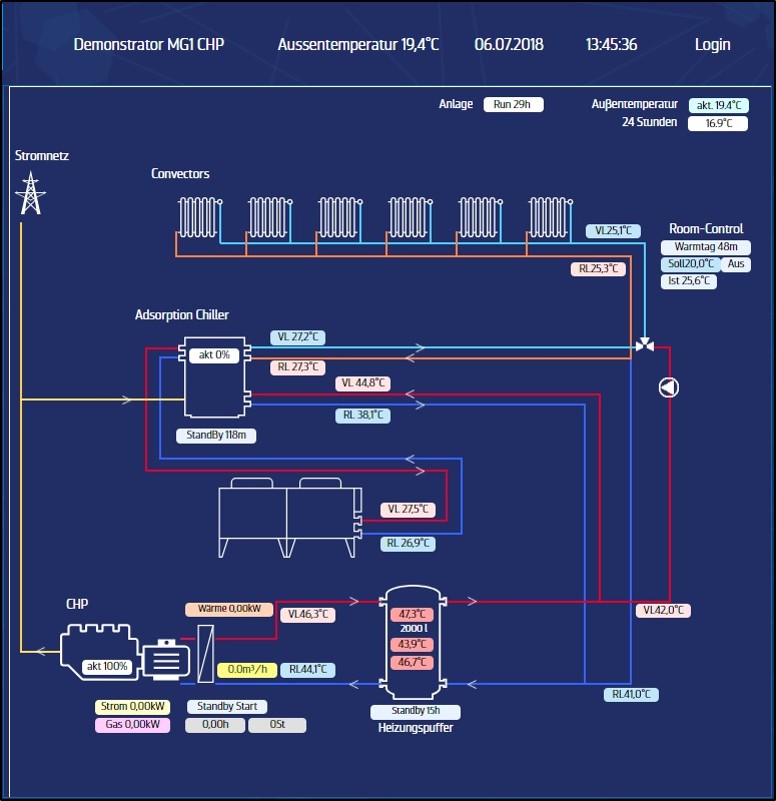 Demonstrator MG1 CHP Aussentemperatur 19,4°C 06.07.2018 13:45:36 Login
Anlage Run 29h Außentemperatur akt. 19.4°C
24 Stunden 16.9°C
Stromnetz
Convectors
VL25,1°C
Room-Control
Warmtag 48m
RL25,3°C
Soll20,0°C Aus
Ist 25,6°C
Adsorption Chiller
VL 27,2°C
akt 0%
RL 27,3°C
VL 44,8°C
RL 38,1°C
StandBy 118m
VL 27,5°C
RL 26,9°C
CHP
Wärme 0,00kW
VL46,3°C
47,3°C
VL42,0°C
2000 l
43,9°C
akt 100%
0.0m³/h
RL44,1°C
46,7°C
RL41,0°C
Strom 0,00kW
Standby Start
Standby 15h
Gas 0,00kW
0,00h
0St
Heizungspuffer